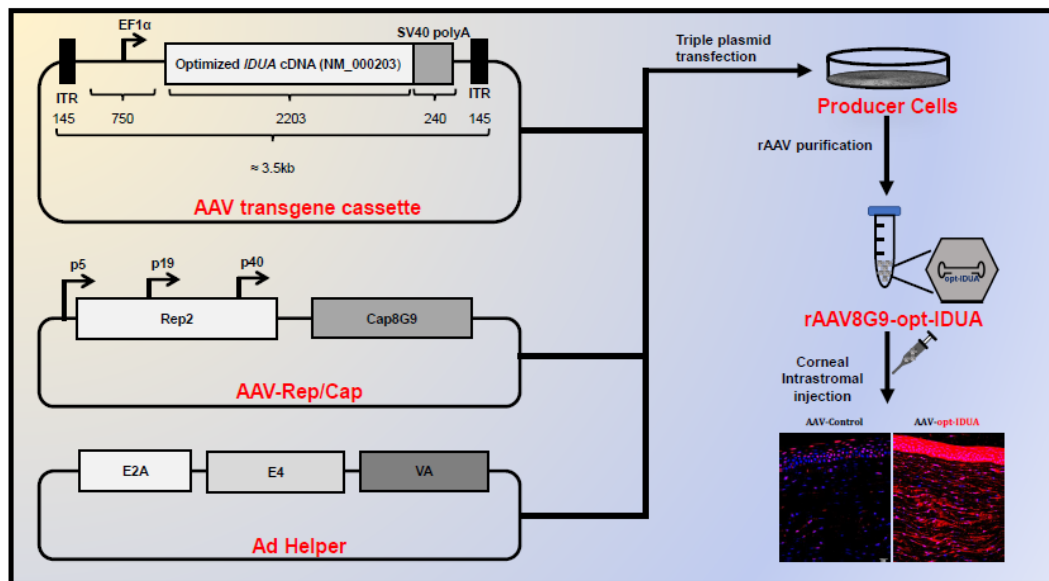 EF1α
SV40 polyA
Optimized IDUA cDNA (NM_000203)
ITR
ITR
145
750
2203
240
145
≈ 3.5kb
AAV transgene cassette
p5
p19
p40
Rep2
Cap8G9
AAV-Rep/Cap
E2A
E4
VA
Ad Helper
Triple plasmid
transfection
Producer Cells
rAAV purification
opt-IDUA
rAAV8G9-opt-IDUA
Corneal
Intrastromal
injection
AAV-Control
AAV-opt-IDUA